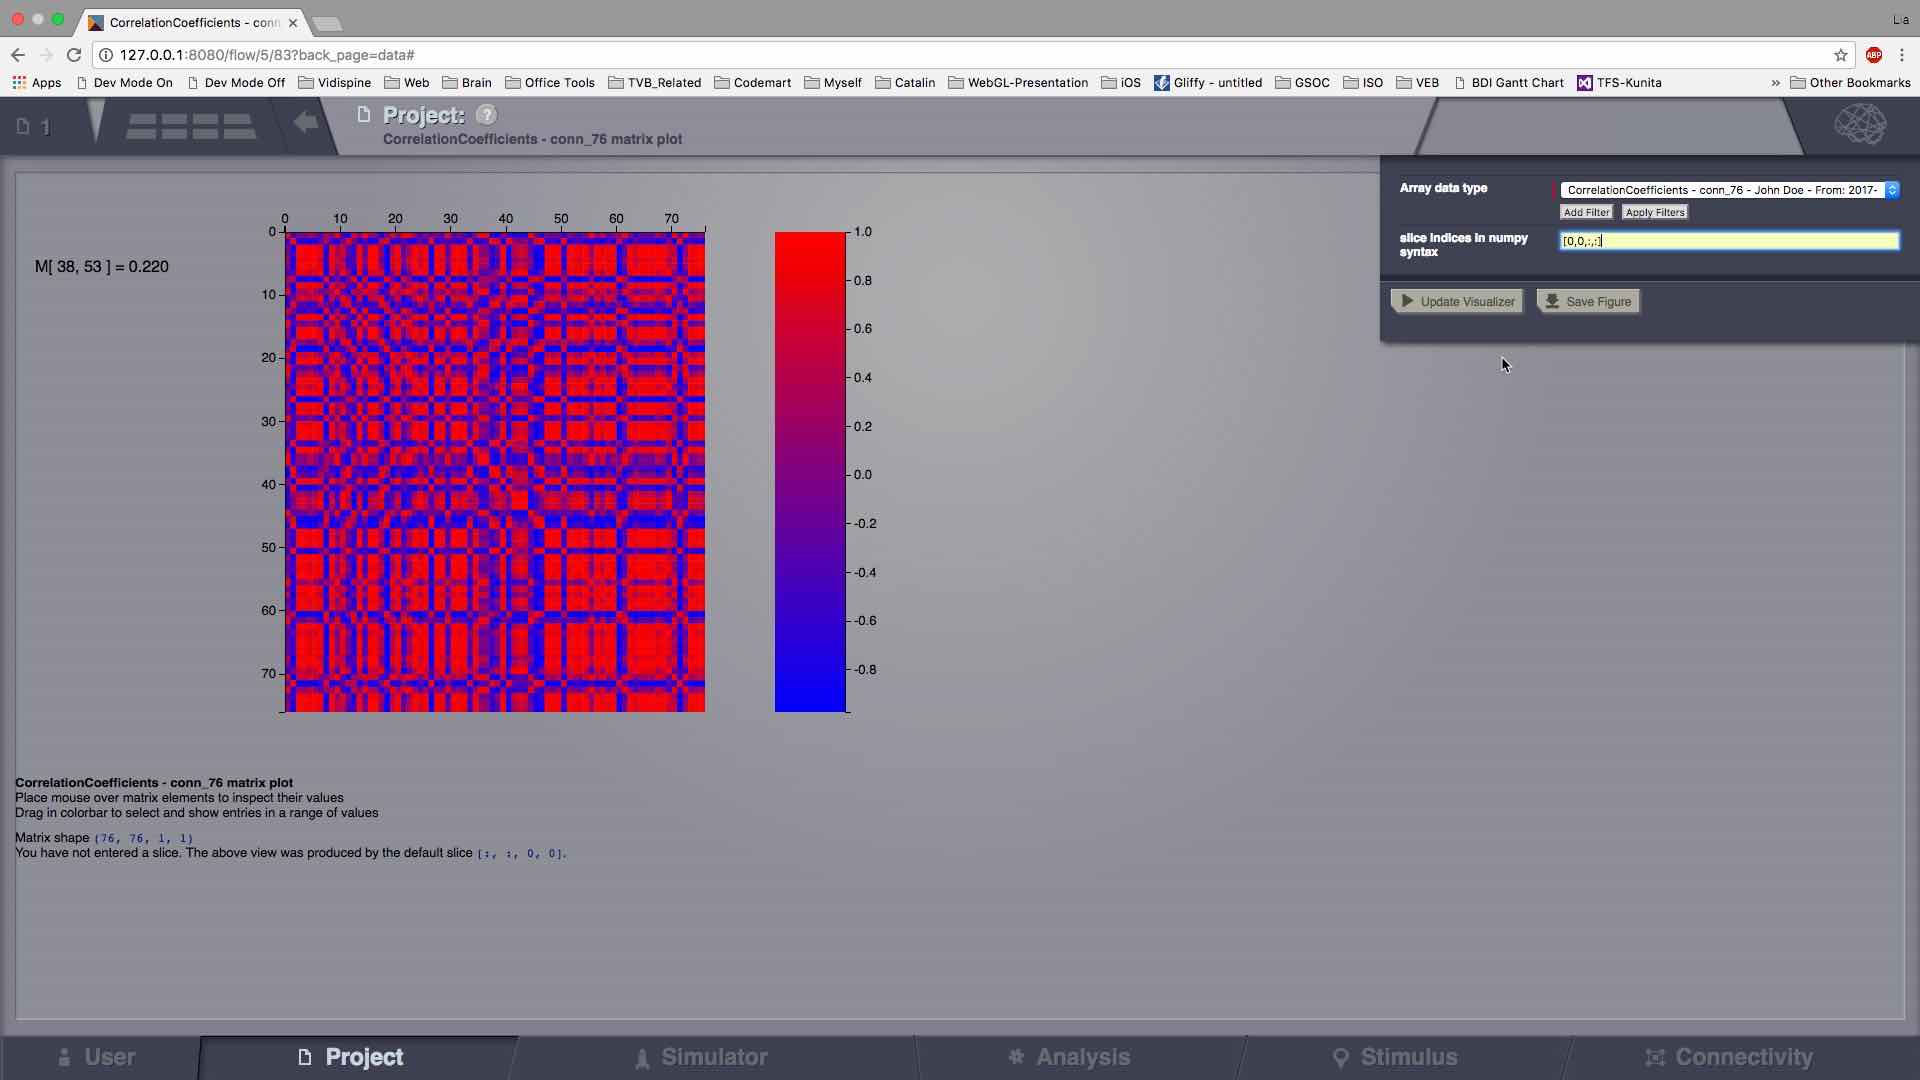 CorrelationCoefficients - conn
Lia
127.0.0.1:8080/flow/5/83?back_page=data#
ABP
Apps Dev Mode On Dev Mode Off Vidispine Web Brain Office Tools TVB_Related Codemart Myself Catalin WebGL-Presentation iOS Gliffy - untitled GSOC ISO VEB BDI Gantt Chart TFS-Kunita » Other Bookmarks
1
Project: ?
CorrelationCoefficients - conn_76 matrix plot
Array data type
CorrelationCoefficients - conn_76 - John Doe - From: 2017-
Add Filter Apply Filters
slice indices in numpy
syntax
[0,0,:,:]
Update Visualizer Save Figure
M[ 38, 53 ] = 0.220
0 10 20 30 40 50 60 70
0
10
20
30
40
50
60
70
1.0
0.8
0.6
0.4
0.2
0.0
-0.2
-0.4
-0.6
-0.8
CorrelationCoefficients - conn_76 matrix plot
Place mouse over matrix elements to inspect their values
Drag in colorbar to select and show entries in a range of values
Matrix shape (76, 76, 1, 1)
You have not entered a slice. The above view was produced by the default slice [:, :, 0, 0].
User Project Simulator Analysis Stimulus Connectivity